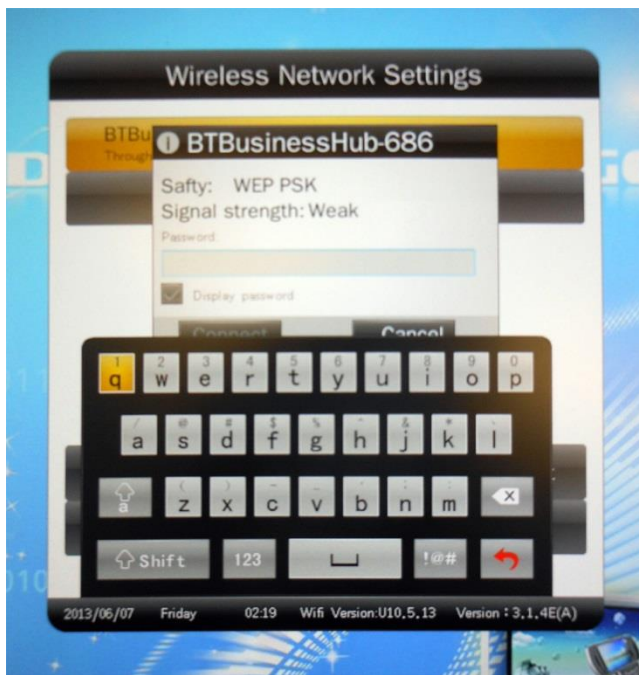 Wireless Network Settings
BTBu
Through
BTBusinessHub-686
Safty: WEP PSK
Signal strength: Weak
Password
Display password
Connect Cancel
1 2 3 4 5 6 7 8 9 0
q w e r t y u i o p
/ @ # $ % ^ & * `
a s d f g h j k l
( ) - _ ' : ;
a z x c v b n m
Shift 123 !@#
2013/06/07 Friday 02:19 Wifi Version:U10.5.13 Version : 3.1.4E(A)